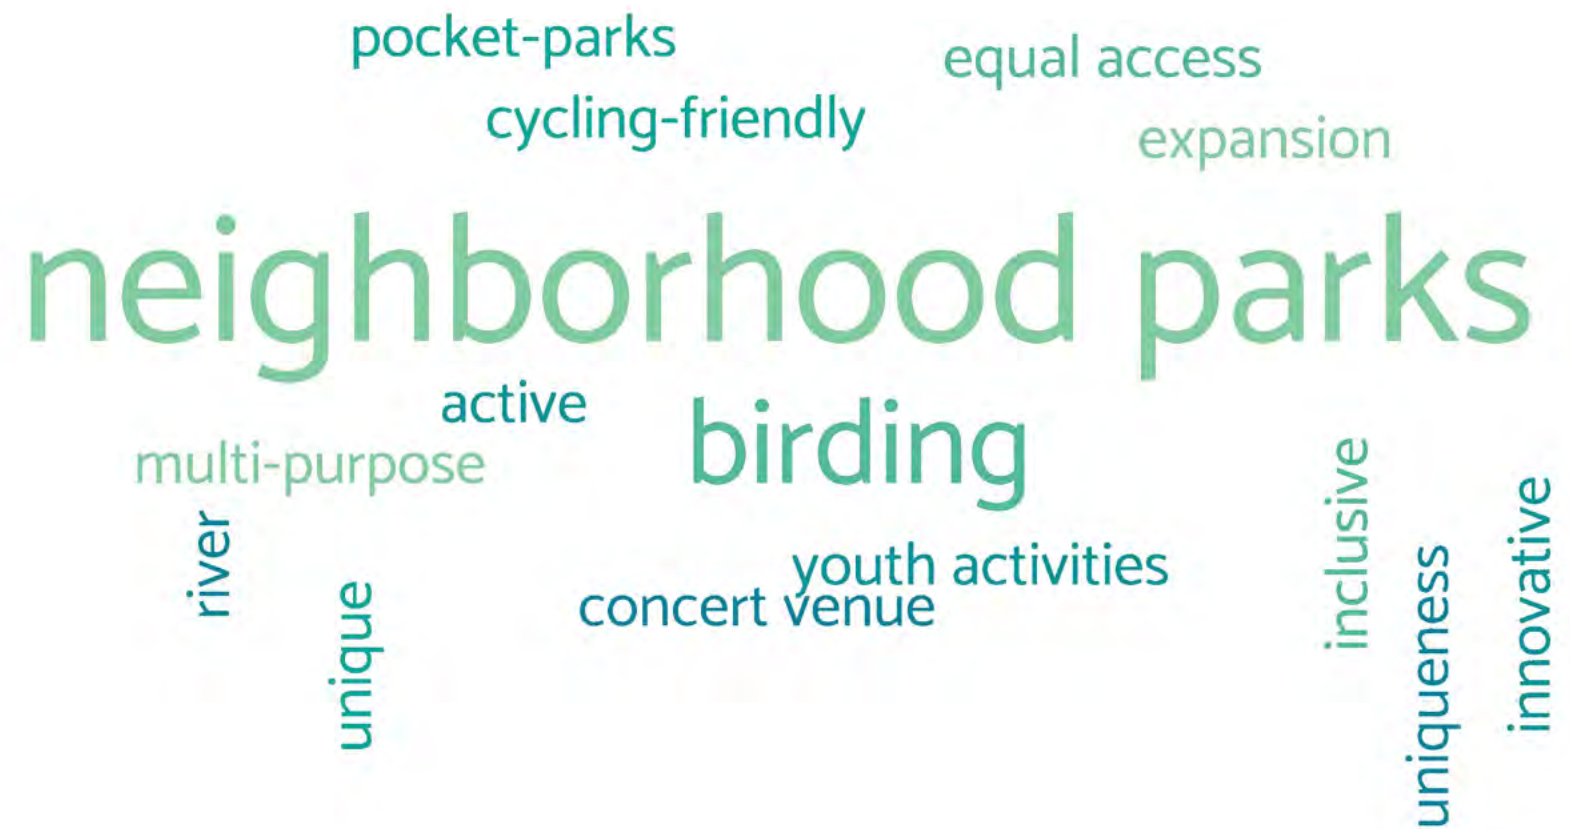 pocket-parks
equal access
cycling-friendly
expansion
neighborhood parks
active
birding
multi-purpose
river
unique
youth activities
concert venue
inclusive
uniqueness
innovative